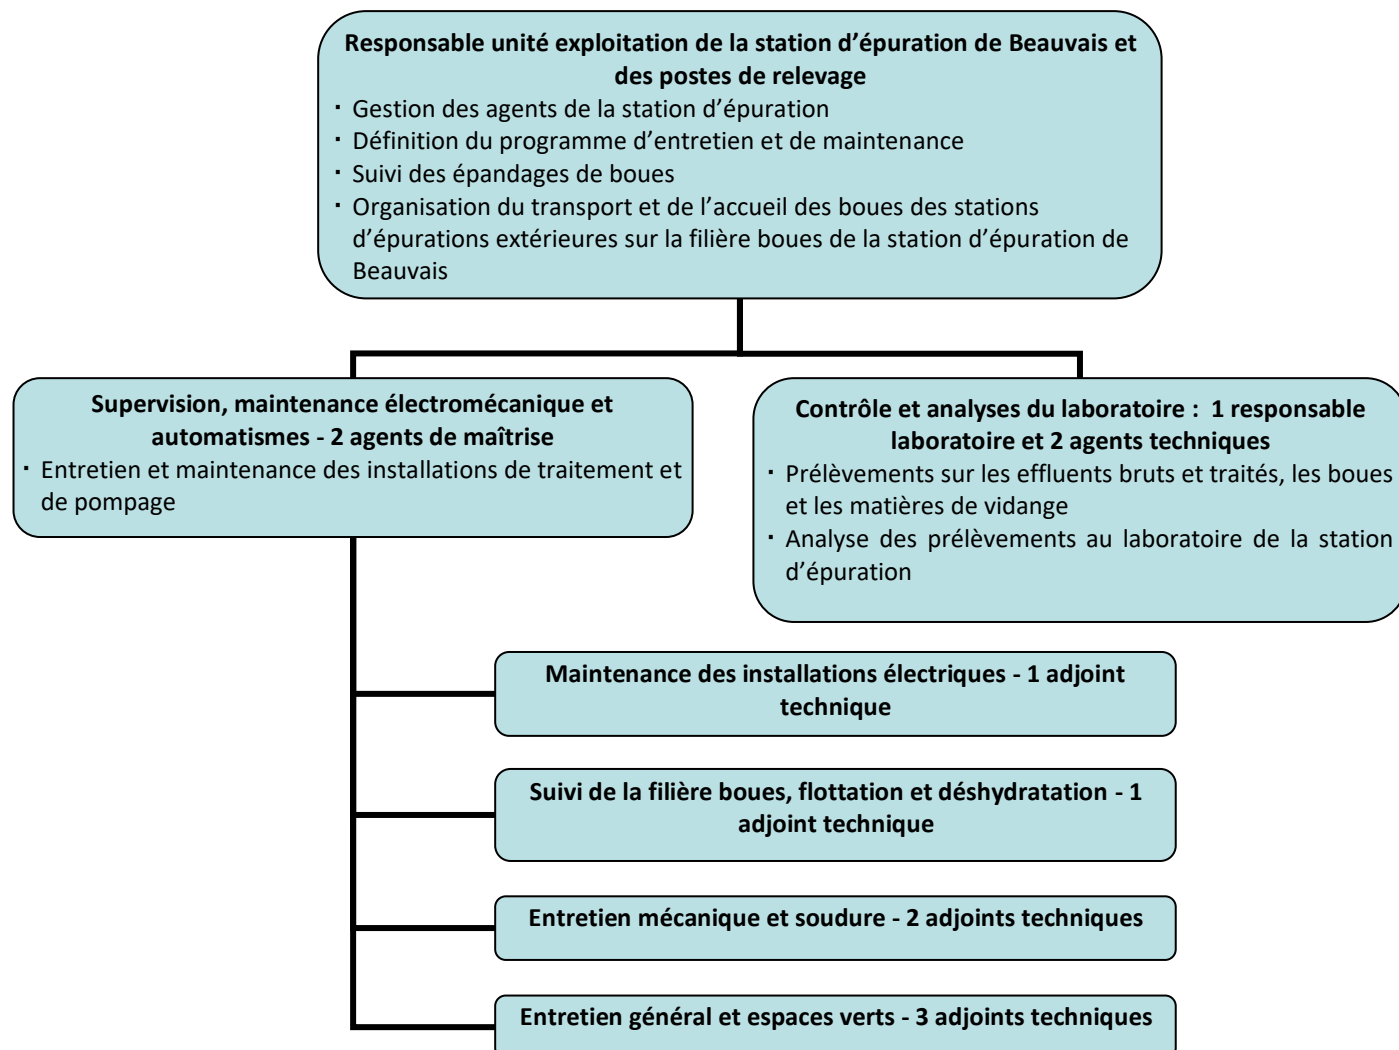 Responsable unité exploitation de la station d’épuration de Beauvais et
des postes de relevage
· Gestion des agents de la station d’épuration
· Définition du programme d’entretien et de maintenance
· Suivi des épandages de boues
· Organisation du transport et de l’accueil des boues des stations
d’épurations extérieures sur la filière boues de la station d’épuration de
Beauvais
Supervision, maintenance électromécanique et
automatismes - 2 agents de maîtrise
· Entretien et maintenance des installations de traitement et
de pompage
Contrôle et analyses du laboratoire : 1 responsable
laboratoire et 2 agents techniques
· Prélèvements sur les effluents bruts et traités, les boues
et les matières de vidange
· Analyse des prélèvements au laboratoire de la station
d’épuration
Maintenance des installations électriques - 1 adjoint
technique
Suivi de la filière boues, flottation et déshydratation - 1
adjoint technique
Entretien mécanique et soudure - 2 adjoints techniques
Entretien général et espaces verts - 3 adjoints techniques